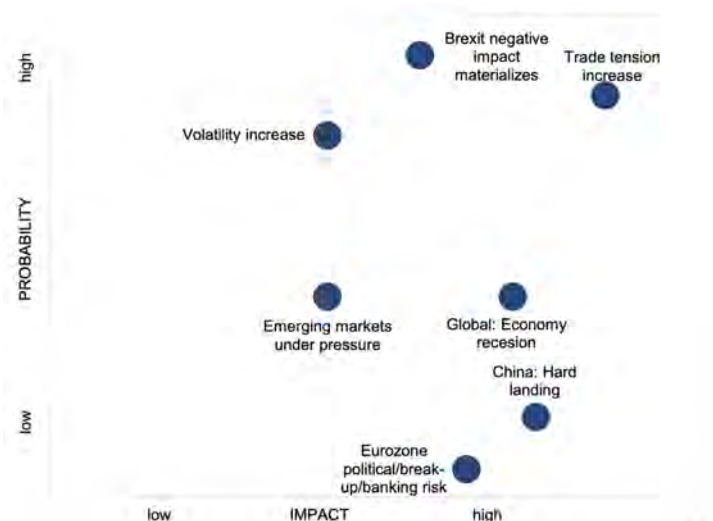 high
Brexit negative
impact
materializes
Trade tension
increase
Volatility increase
PROBABILITY
Emerging markets
under pressure
Global: Economy
recesion
China: Hard
landing
low
Eurozone
political/break-
up/banking risk
low
IMPACT
high